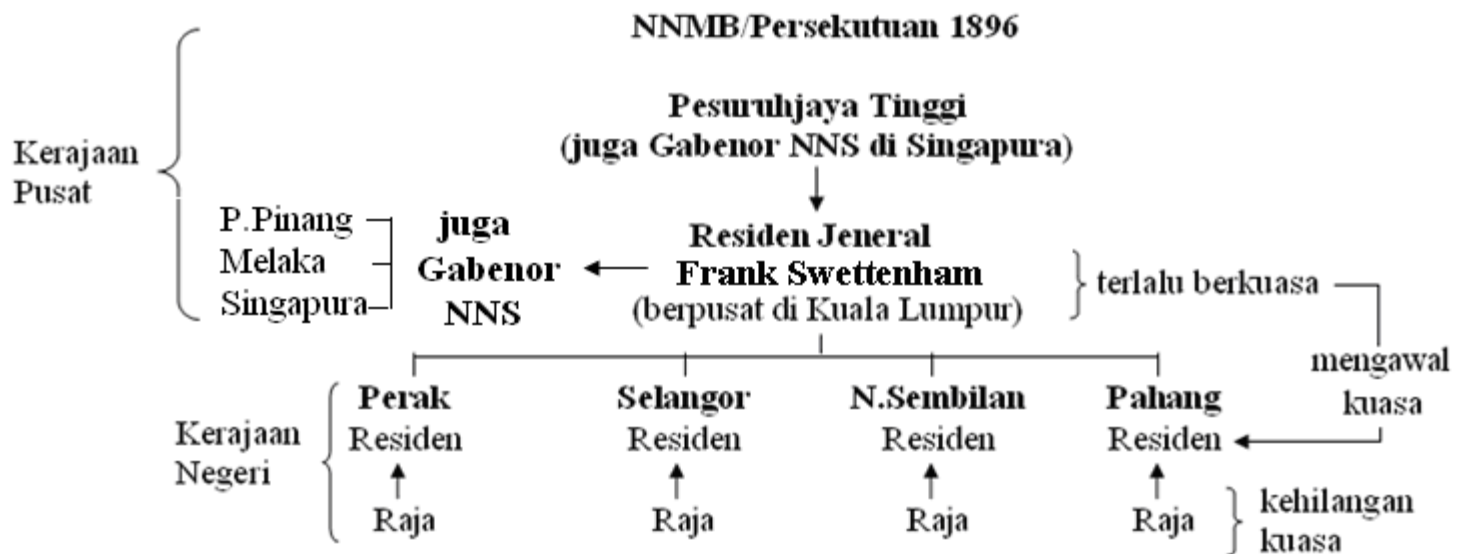 NNMB/Persekutuan 1896
Pesuruhjaya Tinggi
(juga Gabenor NNS di Singapura)
Kerajaan
Pusat
P.Pinang
Melaka
Singapura
juga
Gabenor
NNS
Residen Jeneral
Frank Swettenham
(berpusat di Kuala Lumpur)
terlalu berkuasa
mengawal
kuasa
Kerajaan
Negeri
Perak
Residen
Raja
Selangor
Residen
Raja
N.Sembilan
Residen
Raja
Pahang
Residen
Raja
kehilangan
kuasa